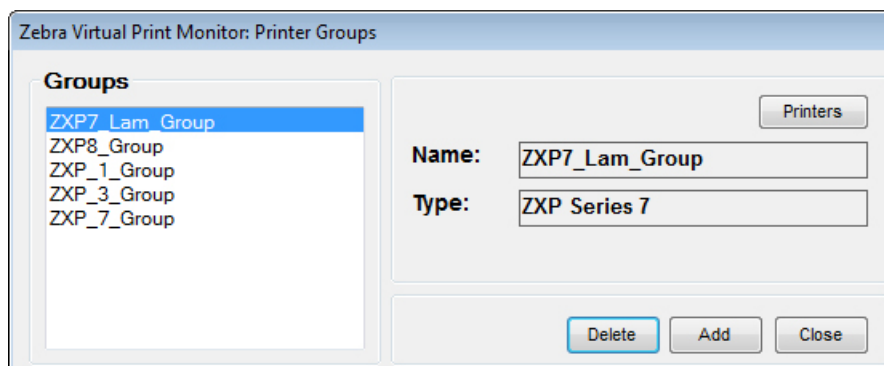 Zebra Virtual Print Monitor: Printer Groups
Groups
ZXP7_Lam_Group
ZXP8_Group
ZXP_1_Group
ZXP_3_Group
ZXP_7_Group
Printers
Name: ZXP7_Lam_Group
Type: ZXP Series 7
Delete Add Close